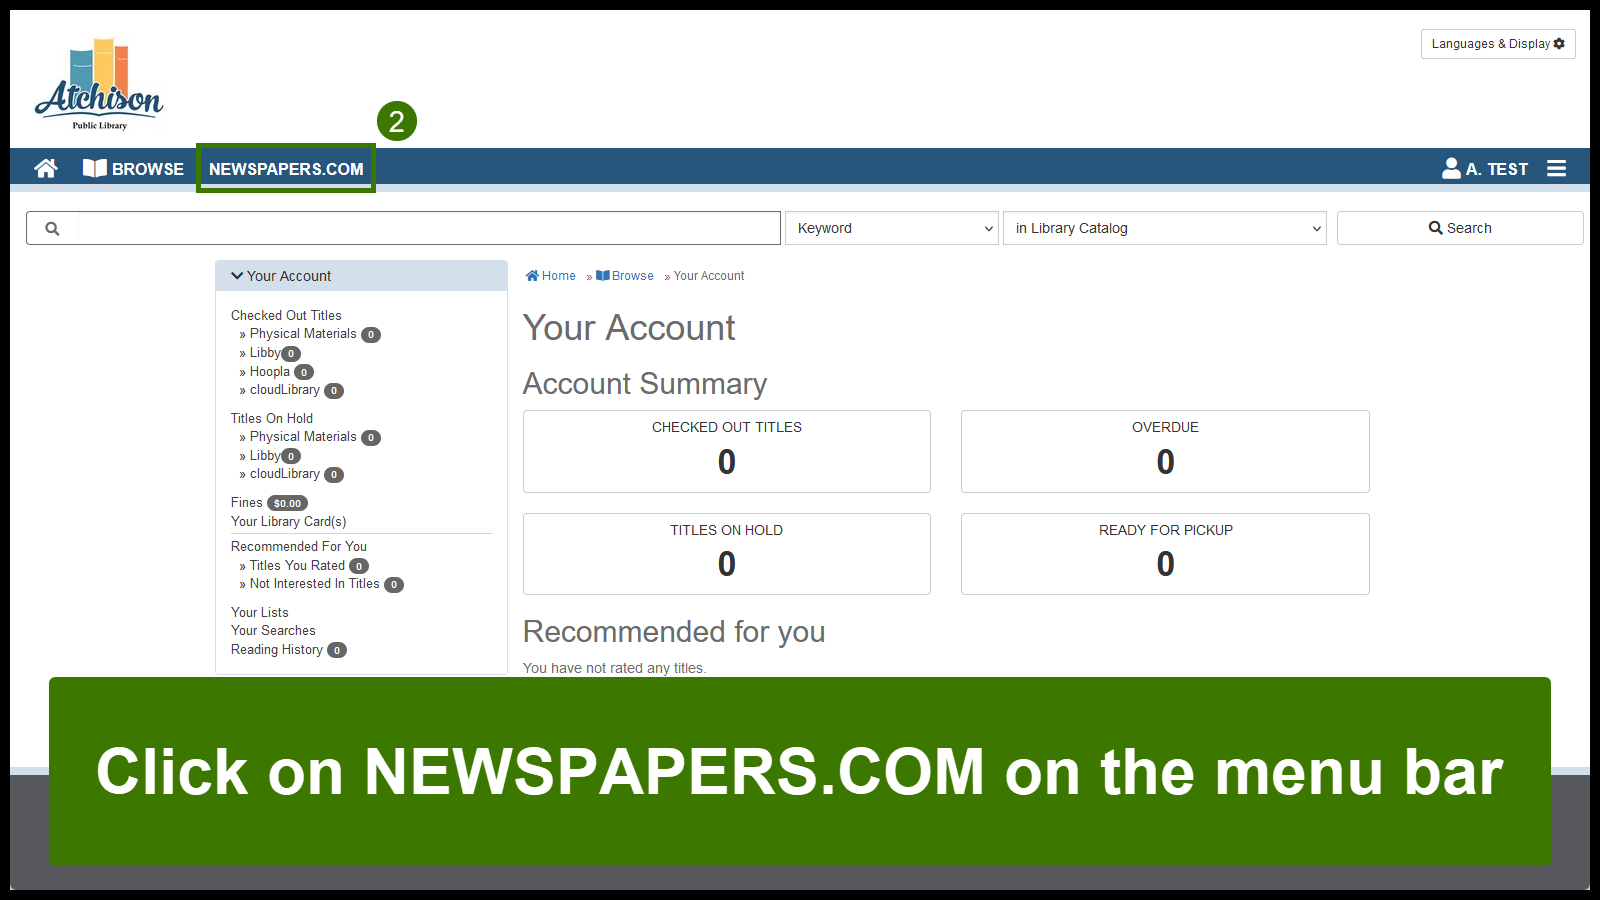 Atchison
Public Library
Languages & Display
2
BROWSE
NEWSPAPERS.COM
A. TEST
Keyword
in Library Catalog
Search
Your Account
Checked Out Titles
» Physical Materials 0
» Libby 0
» Hoopla 0
» cloudLibrary 0
Titles On Hold
» Physical Materials 0
» Libby 0
» cloudLibrary 0
Fines $0.00
Your Library Card(s)
Recommended For You
» Titles You Rated 0
» Not Interested In Titles 0
Your Lists
Your Searches
Reading History 0
Home » Browse » Your Account
Your Account
Account Summary
CHECKED OUT TITLES
0
OVERDUE
0
TITLES ON HOLD
0
READY FOR PICKUP
0
Recommended for you
You have not rated any titles.
Click on NEWSPAPERS.COM on the menu bar